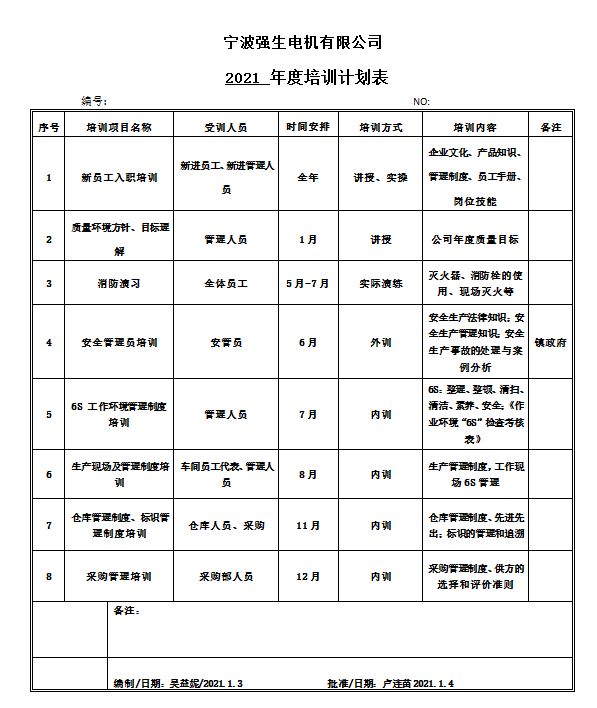 宁波强生电机有限公司
2021 年度培训计划表
编号： NO:
序号 培训项目名称 受训人员 时间安排 培训方式 培训内容 备注
1 新员工入职培训 新进员工、新进管理人员 全年 讲授、实操 企业文化、产品知识、管理制度、员工手册、岗位技能
2 质量环境方针、目标理解 管理人员 1 月 讲授 公司年度质量目标
3 消防演习 全体员工 5 月-7 月 实际演练 灭火器、消防栓的使用、现场灭火等
4 安全管理员培训 安管员 6 月 外训 安全生产法律知识；安全生产管理知识；安全生产事故的处理与案例分析 镇政府
5 6S 工作环境管理制度培训 管理人员 7 月 内训 6S：整理、整顿、清扫、清洁、素养、安全；《作业环境“6S”检查考核表》
6 生产现场及管理制度培训 车间员工代表、管理人员 8 月 内训 生产管理制度，工作现场 6S 管理
7 仓库管理制度、标识管理制度培训 仓库人员、采购 11 月 内训 仓库管理制度、先进先出；标识的管理和追溯
8 采购管理培训 采购部人员 12 月 内训 采购管理制度、供方的选择和评价准则
备注：
编制/日期：吴益妮/2021.1.3 批准/日期：卢连苗 2021.1.4